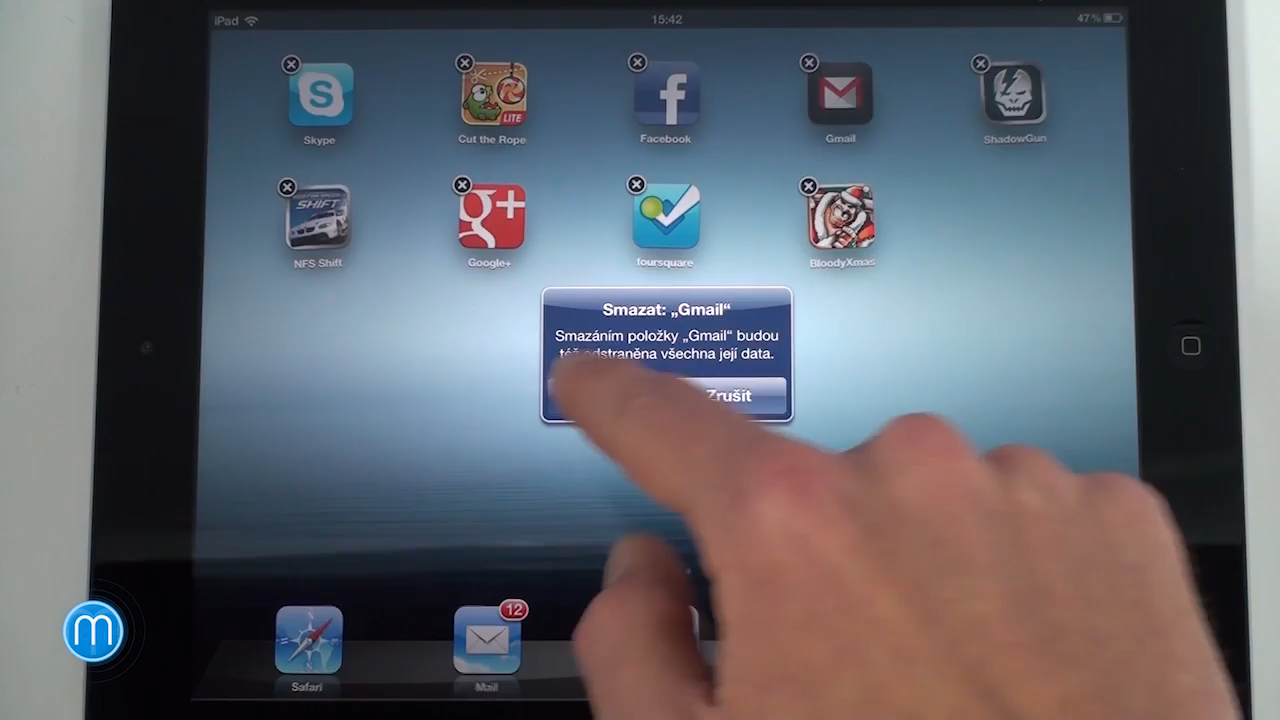 iPad 15:42 47 %
Skype Cut the Rope Facebook Gmail ShadowGun
LITE
NFS Shift Google+ foursquare BloodyXmas
SHIFT
g+
Smazat: „Gmail“
Smazáním položky „Gmail“ budou
též odstraněna všechna její data.
Zrušit
12
Safari Mail
m